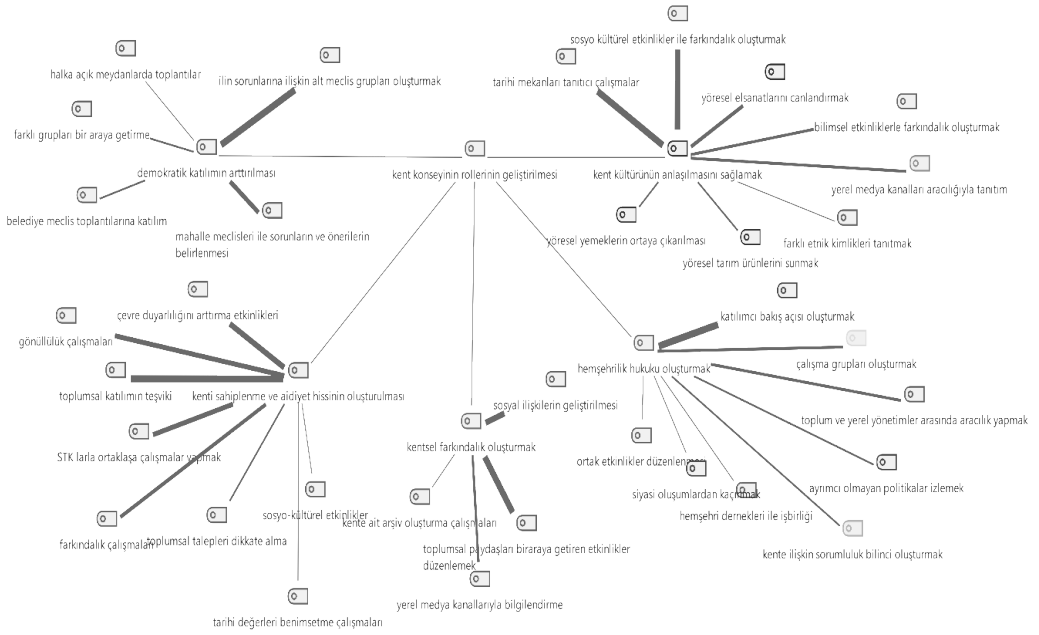 sosyo kültürel etkinlikler ile farkındalık oluşturmak
halka açık meydanlarda toplantılar
ilin sorunlarına ilişkin alt meclis grupları oluşturmak
tarihi mekanları tanıtıcı çalışmalar
yöresel elsanatlarını canlandırmak
farklı grupları bir araya getirme
bilimsel etkinliklerle farkındalık oluşturmak
demokratik katılımın arttırılması
kent konseyinin rollerinin geliştirilmesi
kent kültürünün anlaşılmasını sağlamak
yerel medya kanalları aracılığıyla tanıtım
belediye meclis toplantılarına katılım
mahalle meclisleri ile sorunların ve önerilerin
belirlenmesi
yöresel yemeklerin ortaya çıkarılması
farklı etnik kimlikleri tanıtmak
yöresel tarım ürünlerini sunmak
çevre duyarlılığını arttırma etkinlikleri
katılımcı bakış açısı oluşturmak
gönüllülük çalışmaları
çalışma grupları oluşturmak
hemşehrilik hukuku oluşturmak
toplumsal katılımın teşviki
kenti sahiplenme ve aidiyet hissinin oluşturulması
sosyal ilişkilerin geliştirilmesi
toplum ve yerel yönetimler arasında aracılık yapmak
kentsel farkındalık oluşturmak
STK larla ortaklaşa çalışmalar yapmak
ortak etkinlikler düzenlenmesi
ayrımcı olmayan politikalar izlemek
siyasi oluşumlardan kaçınmak
sosyo-kültürel etkinlikler
kente ait arşiv oluşturma çalışmaları
hemşehri dernekleri ile işbirliği
farkındalık çalışmaları
toplumsal talepleri dikkate alma
toplumsal paydaşları biraraya getiren etkinlikler
düzenlemek
kente ilişkin sorumluluk bilinci oluşturmak
yerel medya kanallarıyla bilgilendirme
tarihi değerleri benimsetme çalışmaları